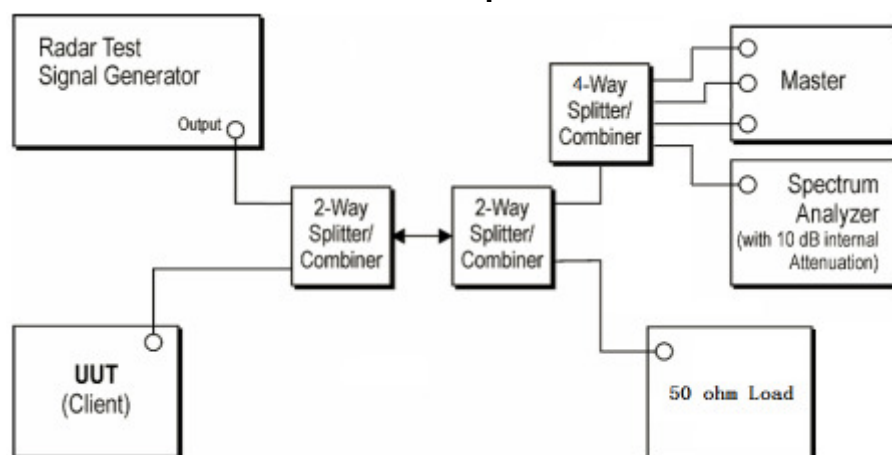 Radar Test
Signal Generator
Output
4-Way
Splitter/
Combiner
Master
2-Way
Splitter/
Combiner
2-Way
Splitter/
Combiner
Spectrum
Analyzer
(with 10 dB internal
Attenuation)
UUT
(Client)
50 ohm Load